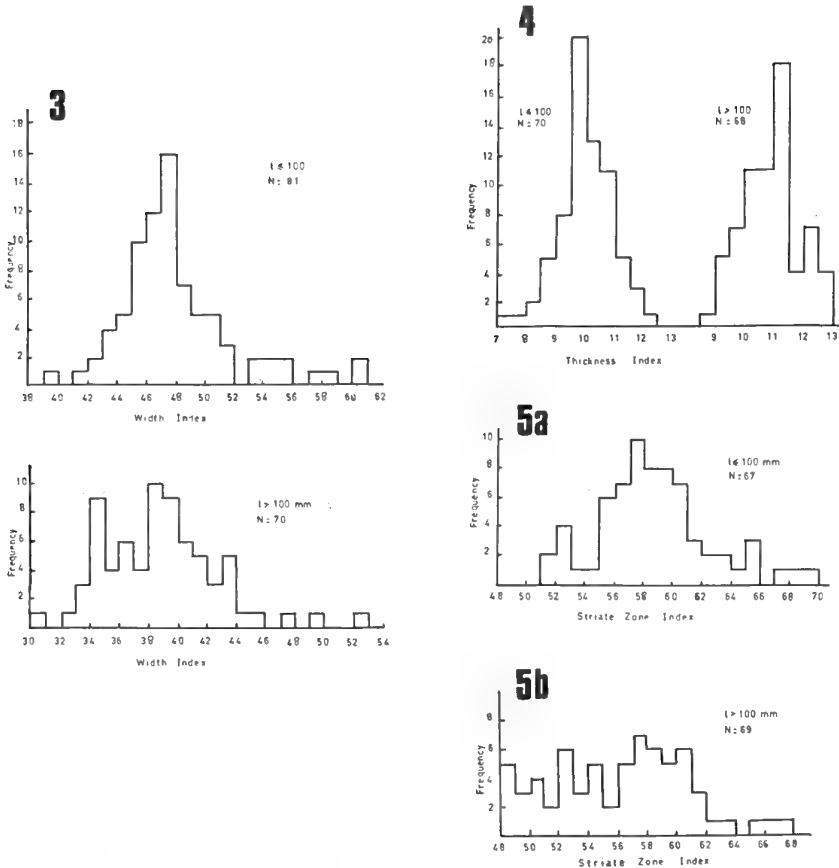 3
18
16
14
12
10
8
6
4
2
Frequency
l ≤ 100
N = 81
38 40 42 44 46 48 50 52 54 56 58 60 62
Width Index
10
8
6
4
2
Frequency
l > 100 mm
N = 70
30 32 34 36 38 40 42 44 46 48 50 52 54
Width Index
4
20
18
16
14
12
10
8
6
4
2
Frequency
l ≤ 100
N = 70
l > 100
N = 68
7 8 9 10 11 12 13 9 10 11 12 13
Thickness Index
5a
10
8
6
4
2
Frequency
l ≤ 100 mm
N = 67
48 50 52 54 56 58 60 62 64 66 68 70
Striate Zone Index
5b
8
6
4
2
Frequency
l > 100 mm
N = 69
48 50 52 54 56 58 60 62 64 66 68
Striate Zone Index